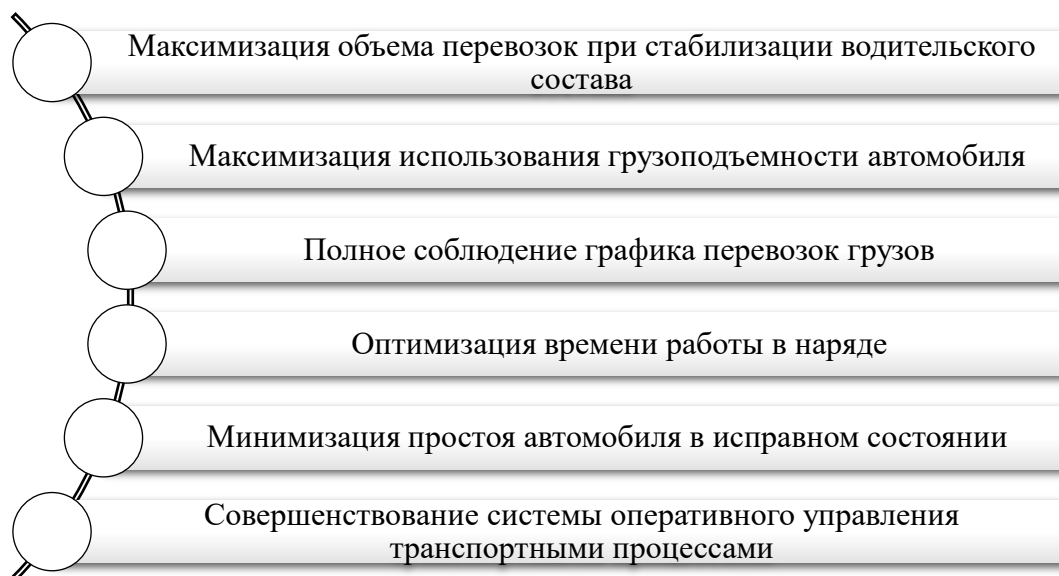 Максимизация объема перевозок при стабилизации водительского
состава
Максимизация использования грузоподъемности автомобиля
Полное соблюдение графика перевозок грузов
Оптимизация времени работы в наряде
Минимизация простоя автомобиля в исправном состоянии
Совершенствование системы оперативного управления
транспортными процессами